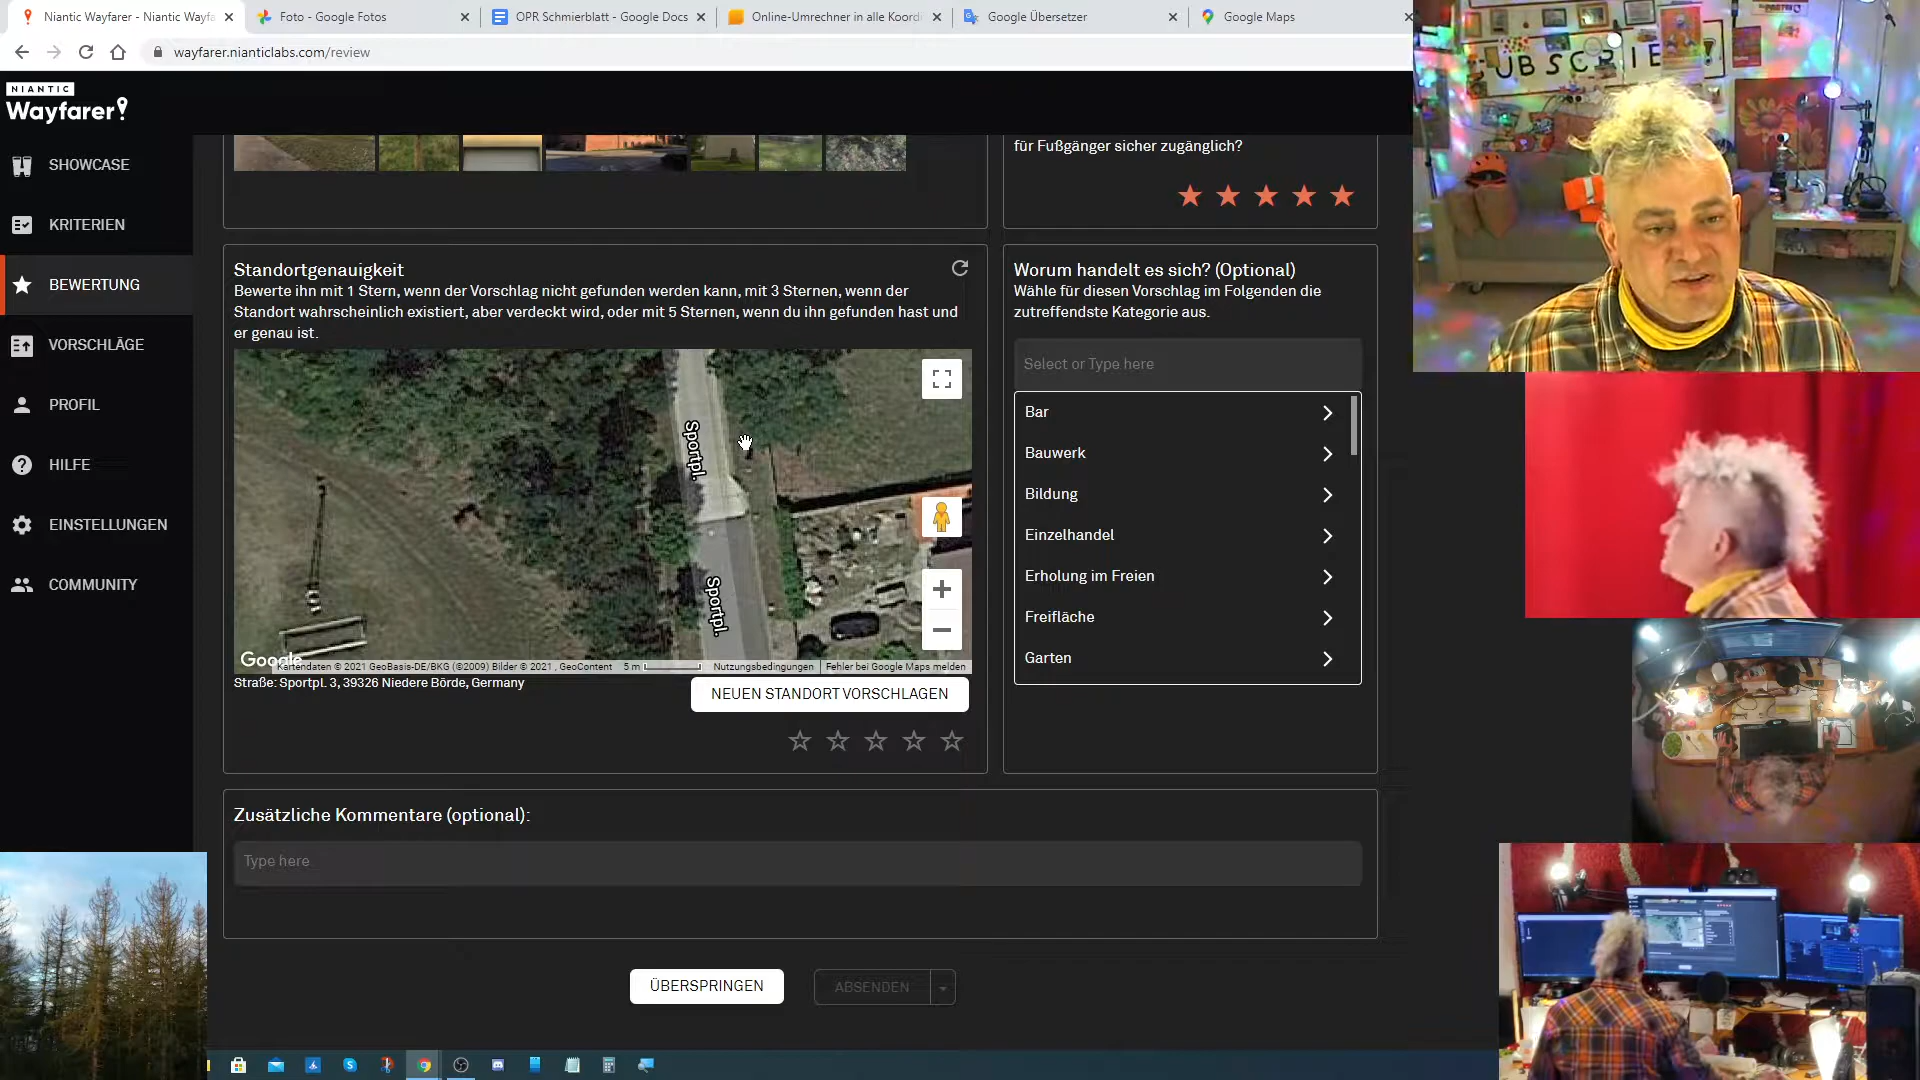 Niantic Wayfarer - Niantic Wayfa
Foto - Google Fotos
OPR Schmierblatt - Google Docs
Online-Umrechner in alle Koordi
Google Übersetzer
Google Maps
wayfarer.nianticlabs.com/review
NIANTIC
Wayfarer
SHOWCASE
KRITERIEN
BEWERTUNG
VORSCHLÄGE
PROFIL
HILFE
EINSTELLUNGEN
COMMUNITY
für Fußgänger sicher zugänglich?
Standortgenauigkeit
Bewerte ihn mit 1 Stern, wenn der Vorschlag nicht gefunden werden kann, mit 3 Sternen, wenn der
Standort wahrscheinlich existiert, aber verdeckt wird, oder mit 5 Sternen, wenn du ihn gefunden hast und
er genau ist.
Sportpl.
Sportpl.
Google
Kartendaten © 2021 GeoBasis-DE/BKG (©2009) Bilder © 2021 , GeoContent
5 m
Nutzungsbedingungen
Fehler bei Google Maps melden
Straße: Sportpl. 3, 39326 Niedere Börde, Germany
NEUEN STANDORT VORSCHLAGEN
Worum handelt es sich? (Optional)
Wähle für diesen Vorschlag im Folgenden die
zutreffendste Kategorie aus.
Select or Type here
Bar
Bauwerk
Bildung
Einzelhandel
Erholung im Freien
Freifläche
Garten
Zusätzliche Kommentare (optional):
Type here
ÜBERSPRINGEN
ABSENDEN
UBSCRIE